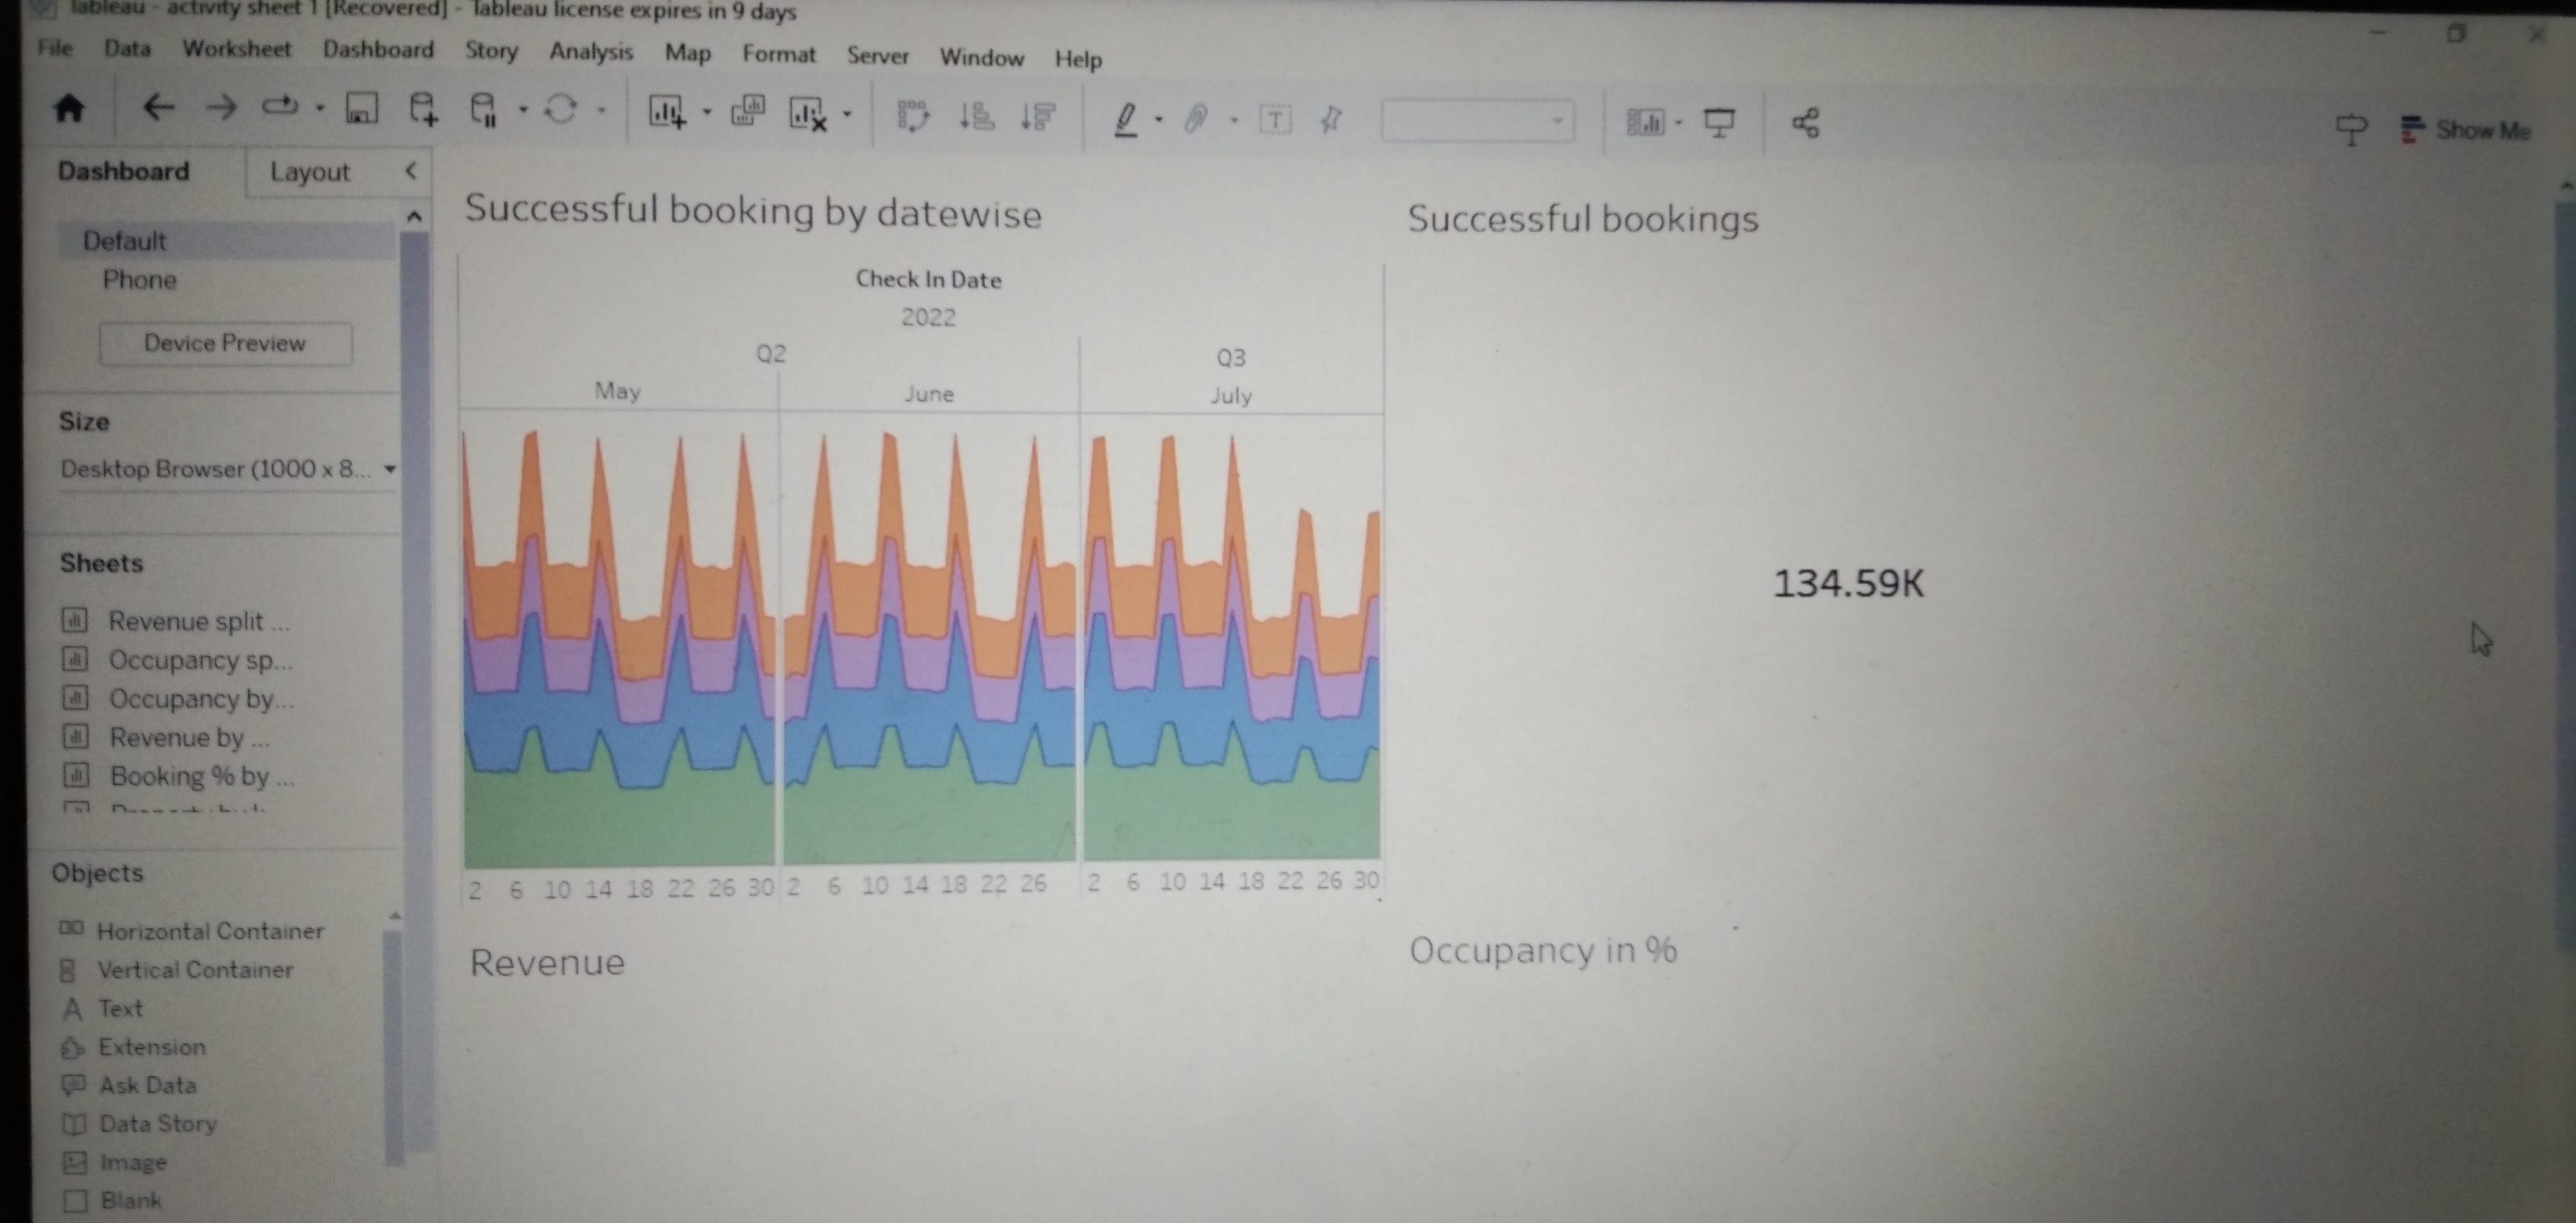 Tableau - activity sheet 1 [Recovered] - Tableau license expires in 9 days
File Data Worksheet Dashboard Story Analysis Map Format Server Window Help
Show Me
Dashboard Layout
Default
Phone
Device Preview
Size
Desktop Browser (1000 x 8...
Sheets
Revenue split ...
Occupancy sp...
Occupancy by...
Revenue by ...
Booking % by ...
Objects
Horizontal Container
Vertical Container
Text
Extension
Ask Data
Data Story
Image
Blank
Successful booking by datewise
Check In Date
2022
Q2 Q3
May June July
2 6 10 14 18 22 26 30 2 6 10 14 18 22 26 2 6 10 14 18 22 26 30
Successful bookings
134.59K
Revenue
Occupancy in %